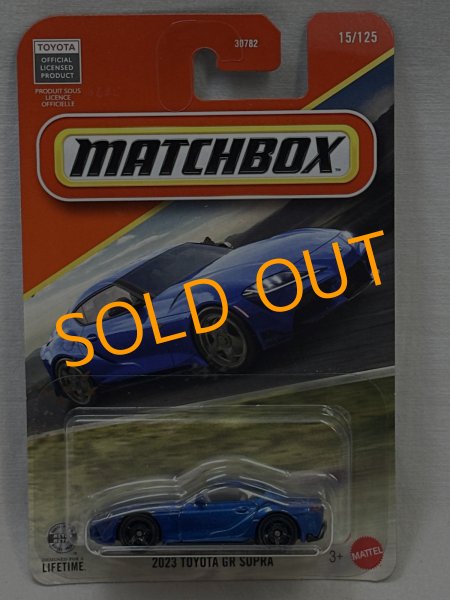 TOYOTA
OFFICIAL
LICENSED
PRODUCT
PRODUIT SOUS
LICENCE
OFFICIELLE
30782
15/125
MATCHBOX
SOLD OUT
LIFETIME
2023 TOYOTA GR SUPRA
3+
MATTEL